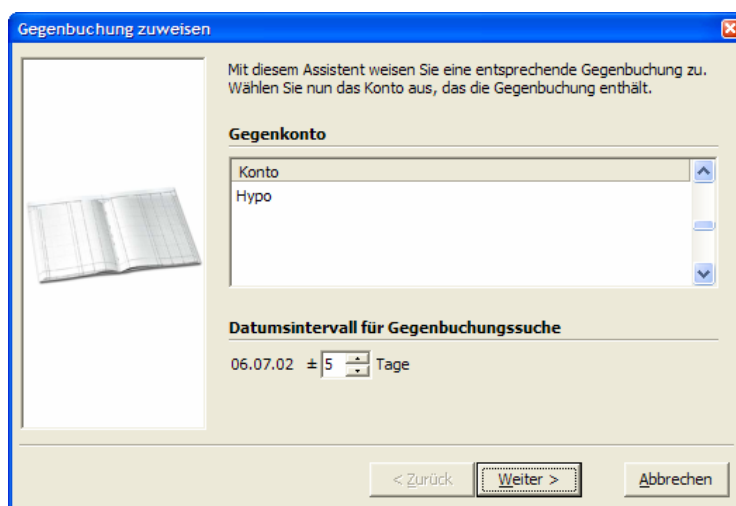 Gegenbuchung zuweisen
Mit diesem Assistent weisen Sie eine entsprechende Gegenbuchung zu.
Wählen Sie nun das Konto aus, das die Gegenbuchung enthält.
Gegenkonto
Konto
Hypo
Datumsintervall für Gegenbuchungssuche
06.07.02 ± 5 Tage
< Zurück Weiter > Abbrechen